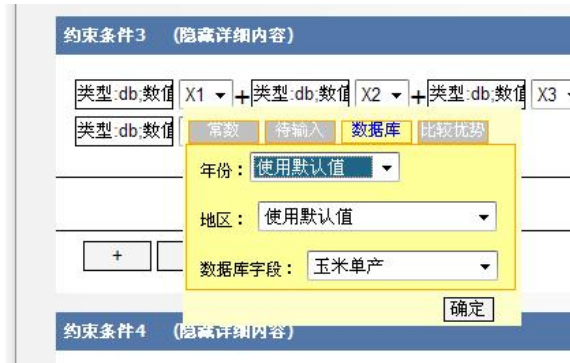 约束条件3 (隐藏详细内容)
类型:db;数值 X1 + 类型:db;数值 X2 + 类型:db;数值 X3
类型:db;数值
常数 待输入 数据库 比较优势
年份： 使用默认值
地区： 使用默认值
+
数据库字段： 玉米单产
确定
约束条件4 (隐藏详细内容)